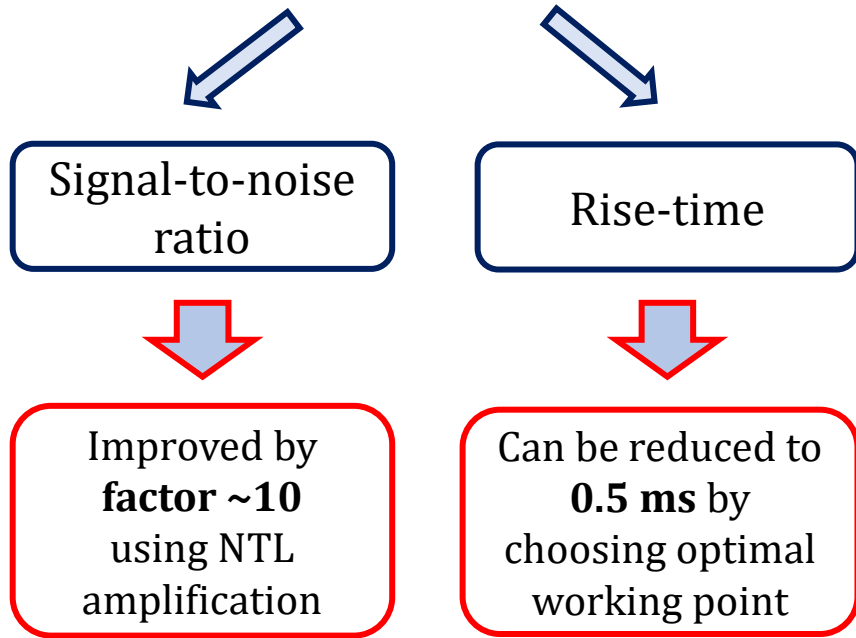 Signal-to-noise
ratio
Rise-time
Improved by
factor ~10
using NTL
amplification
Can be reduced to
0.5 ms by
choosing optimal
working point